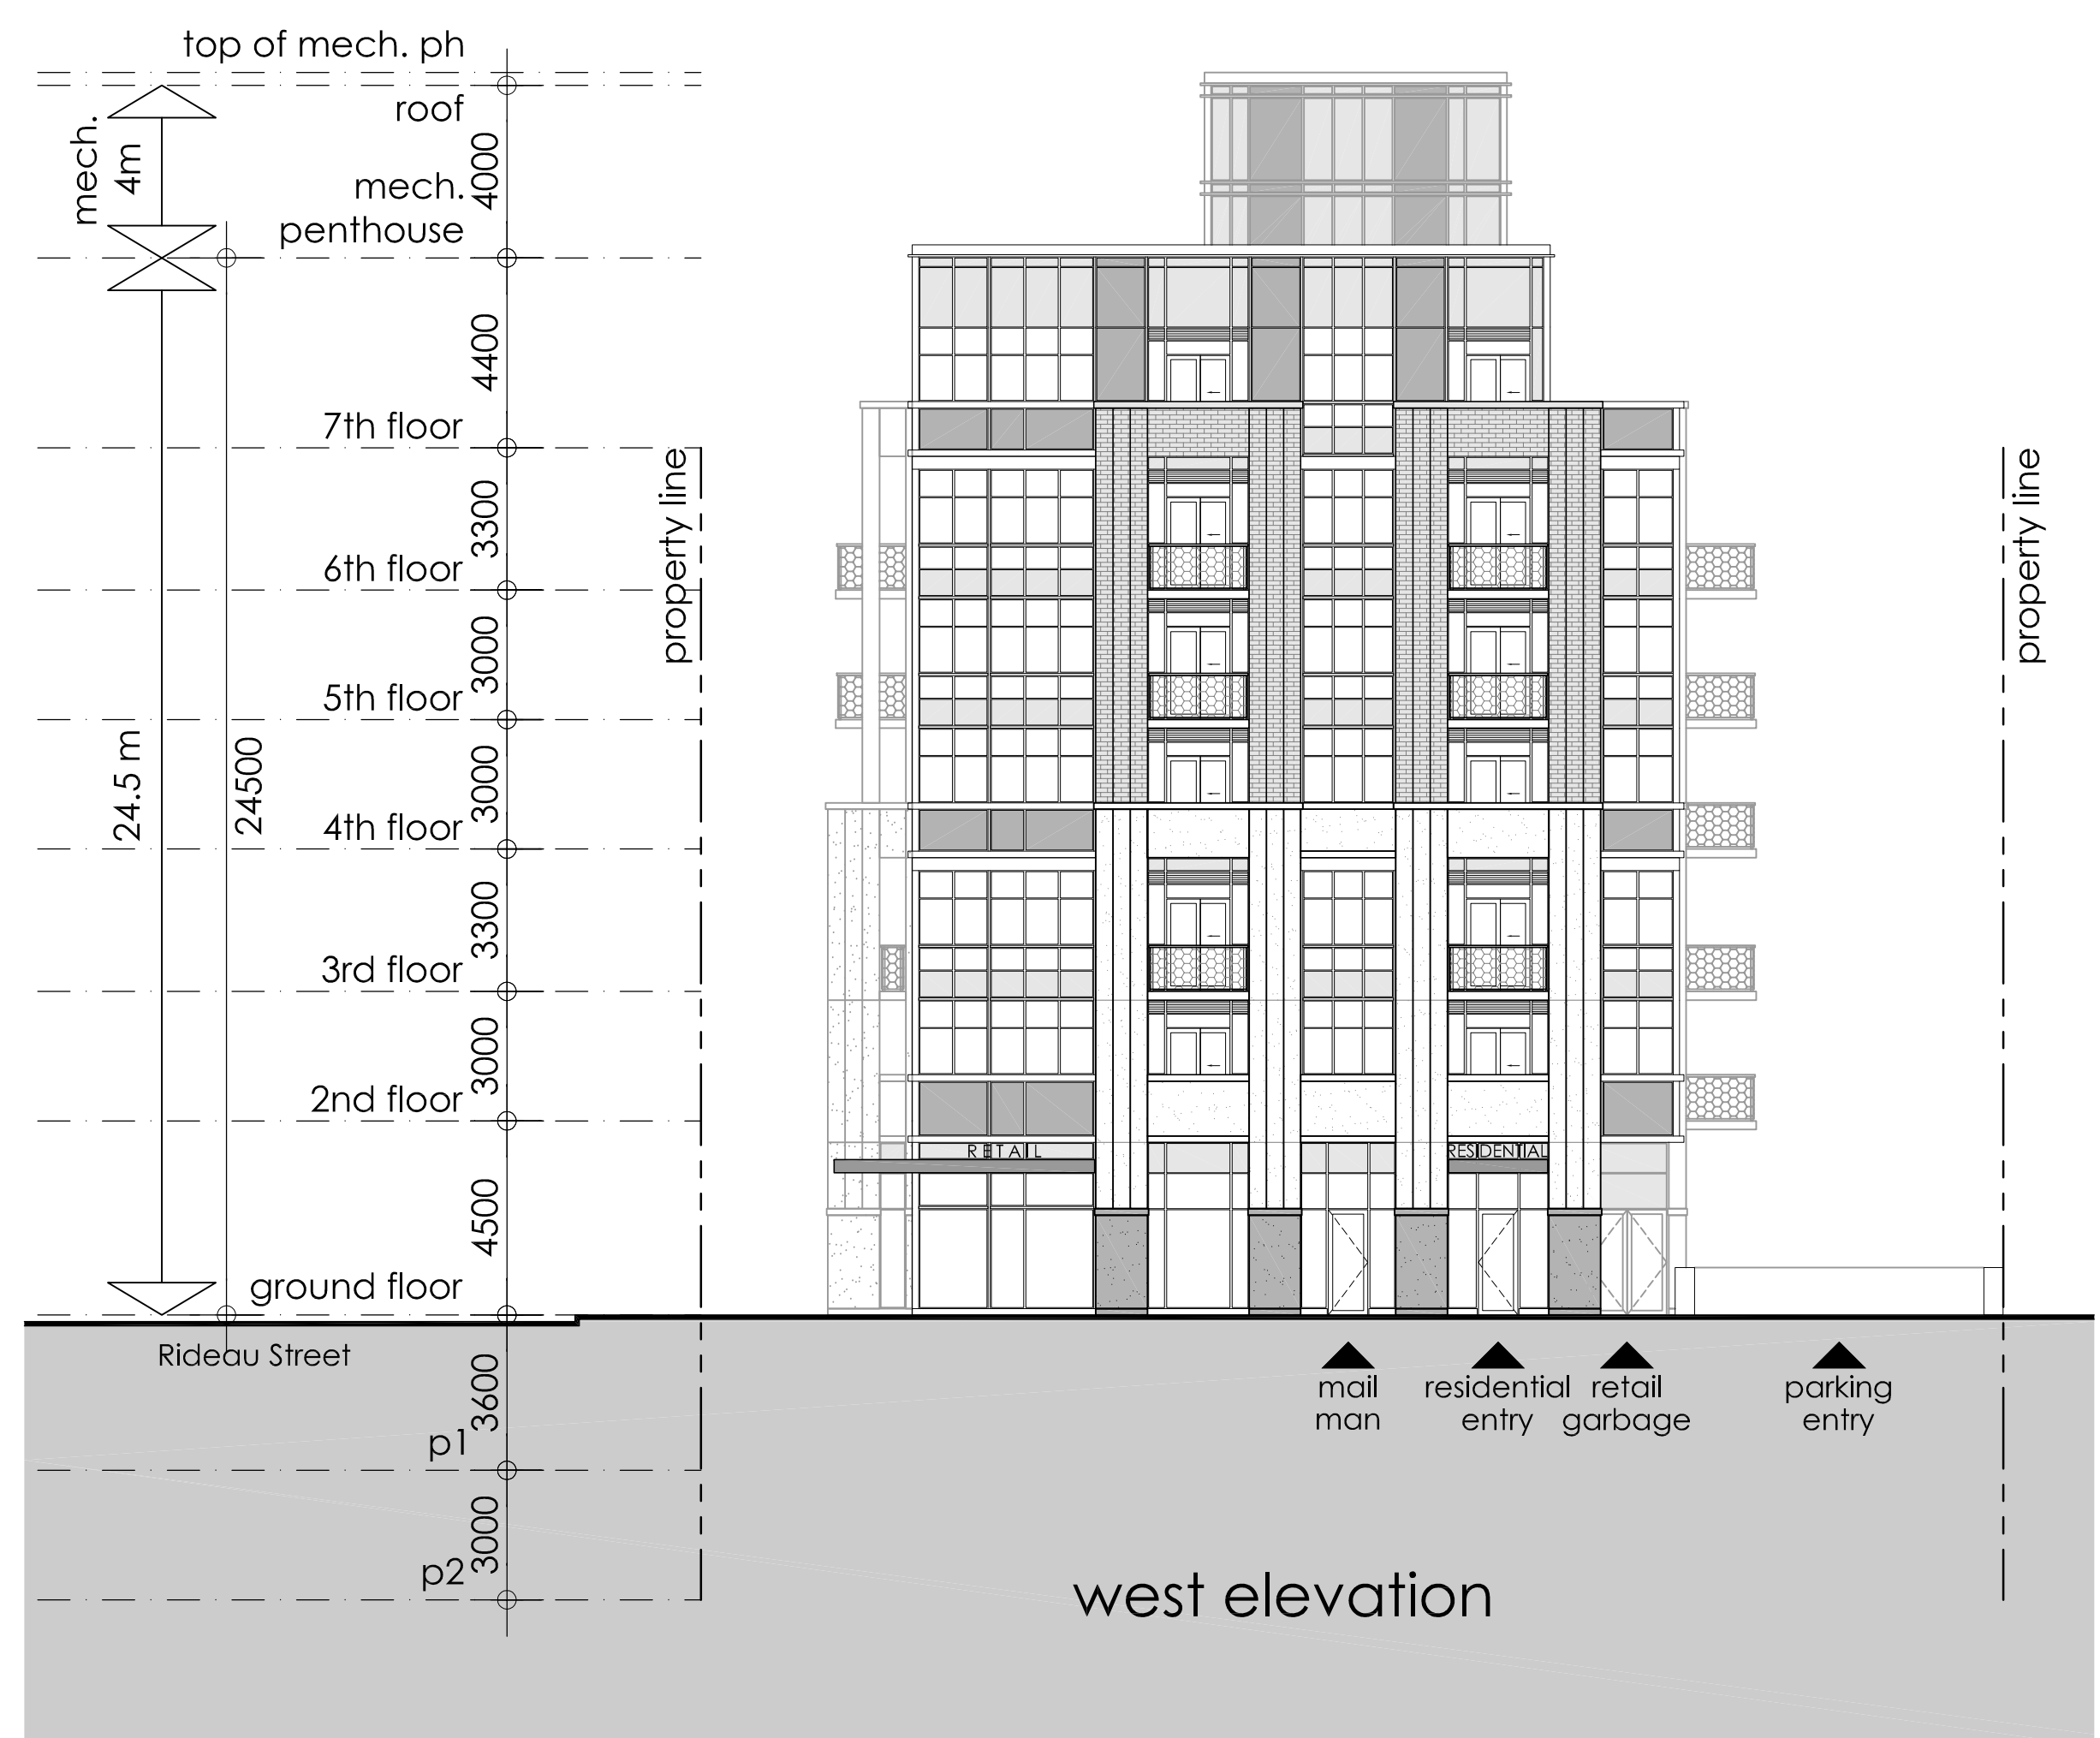 top of mech. ph
roof
mech.
4m
4000
mech.
penthouse
4400
7th floor
3300
6th floor
3000
5th floor
3000
4th floor
24.5 m
24500
3300
3rd floor
3000
2nd floor
4500
ground floor
Rideau Street
3600
p1
3000
p2
property line
property line
RETAIL
RESIDENTIAL
mail
man
residential
entry
retail
garbage
parking
entry
west elevation